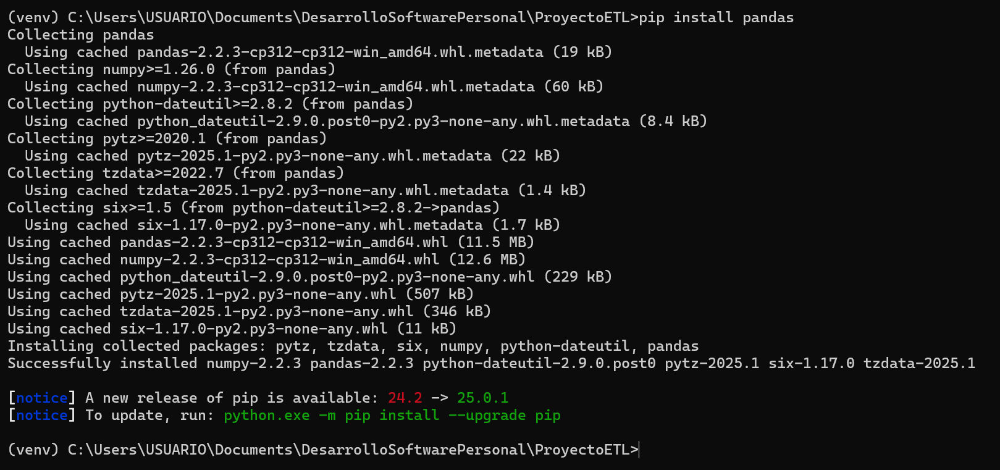 (venv) C:\Users\USUARIO\Documents\DesarrolloSoftwarePersonal\ProyectoETL>pip install pandas
Collecting pandas
  Using cached pandas-2.2.3-cp312-cp312-win_amd64.whl.metadata (19 kB)
Collecting numpy>=1.26.0 (from pandas)
  Using cached numpy-2.2.3-cp312-cp312-win_amd64.whl.metadata (60 kB)
Collecting python-dateutil>=2.8.2 (from pandas)
  Using cached python_dateutil-2.9.0.post0-py2.py3-none-any.whl.metadata (8.4 kB)
Collecting pytz>=2020.1 (from pandas)
  Using cached pytz-2025.1-py2.py3-none-any.whl.metadata (22 kB)
Collecting tzdata>=2022.7 (from pandas)
  Using cached tzdata-2025.1-py2.py3-none-any.whl.metadata (1.4 kB)
Collecting six>=1.5 (from python-dateutil>=2.8.2->pandas)
  Using cached six-1.17.0-py2.py3-none-any.whl.metadata (1.7 kB)
Using cached pandas-2.2.3-cp312-cp312-win_amd64.whl (11.5 MB)
Using cached numpy-2.2.3-cp312-cp312-win_amd64.whl (12.6 MB)
Using cached python_dateutil-2.9.0.post0-py2.py3-none-any.whl (229 kB)
Using cached pytz-2025.1-py2.py3-none-any.whl (507 kB)
Using cached tzdata-2025.1-py2.py3-none-any.whl (346 kB)
Using cached six-1.17.0-py2.py3-none-any.whl (11 kB)
Installing collected packages: pytz, tzdata, six, numpy, python-dateutil, pandas
Successfully installed numpy-2.2.3 pandas-2.2.3 python-dateutil-2.9.0.post0 pytz-2025.1 six-1.17.0 tzdata-2025.1

[notice] A new release of pip is available: 24.2 -> 25.0.1
[notice] To update, run: python.exe -m pip install --upgrade pip

(venv) C:\Users\USUARIO\Documents\DesarrolloSoftwarePersonal\ProyectoETL>